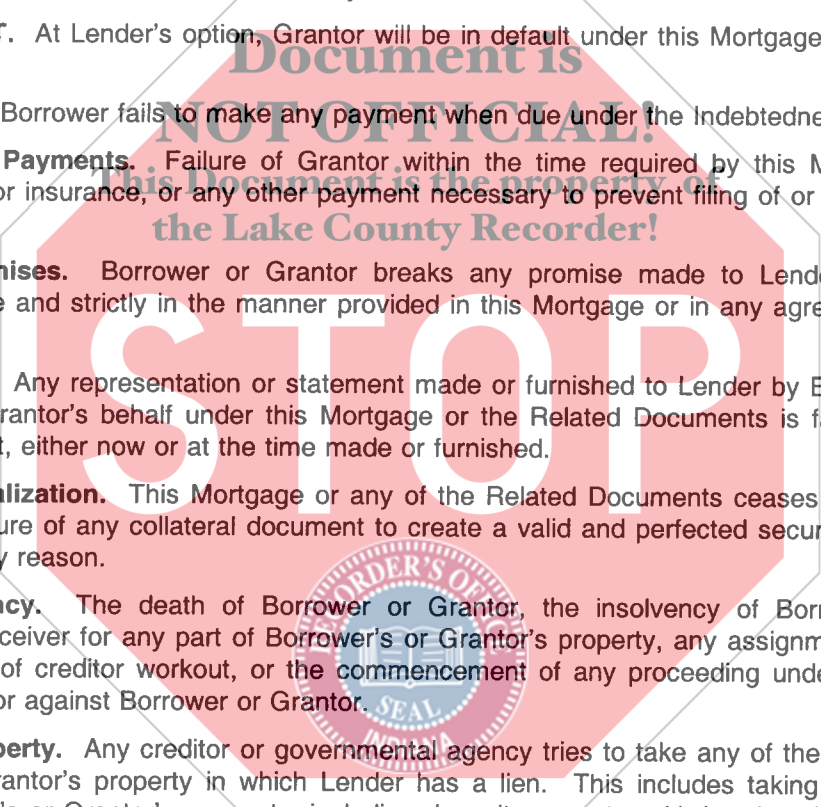 At Lender's option, Grantor will be in default under this Mortgage
Document is
NOT OFFICIAL!
Borrower fails to make any payment when due under the Indebtedne
Payments. Failure of Grantor within the time required by this M
This Document is the property of
or insurance, or any other payment necessary to prevent filing of or
the Lake County Recorder!
nises. Borrower or Grantor breaks any promise made to Lende
e and strictly in the manner provided in this Mortgage or in any agre
STOP
Any representation or statement made or furnished to Lender by B
rantor's behalf under this Mortgage or the Related Documents is f
t, either now or at the time made or furnished.
alization. This Mortgage or any of the Related Documents ceases
ure of any collateral document to create a valid and perfected secur
y reason.
ncy. The death of Borrower or Grantor, the insolvency of Borr
ceiver for any part of Borrower's or Grantor's property, any assignm
of creditor workout, or the commencement of any proceeding unde
or against Borrower or Grantor.
RECORDER'S OFFICE
SEAL
INDIANA
perty. Any creditor or governmental agency tries to take any of the
rantor's property in which Lender has a lien. This includes taking